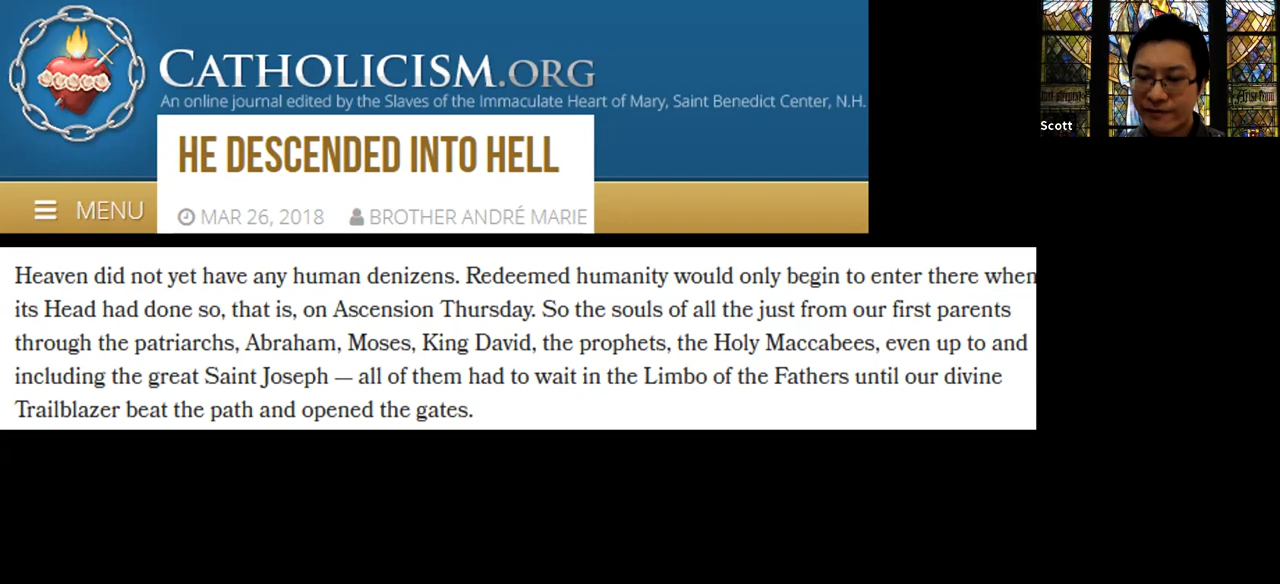 CATHOLICISM.ORG
An online journal edited by the Slaves of the Immaculate Heart of Mary, Saint Benedict Center, N.H.
HE DESCENDED INTO HELL
MENU
MAR 26, 2018 BROTHER ANDRÉ MARIE
Heaven did not yet have any human denizens. Redeemed humanity would only begin to enter there when
its Head had done so, that is, on Ascension Thursday. So the souls of all the just from our first parents
through the patriarchs, Abraham, Moses, King David, the prophets, the Holy Maccabees, even up to and
including the great Saint Joseph — all of them had to wait in the Limbo of the Fathers until our divine
Trailblazer beat the path and opened the gates.
Scott